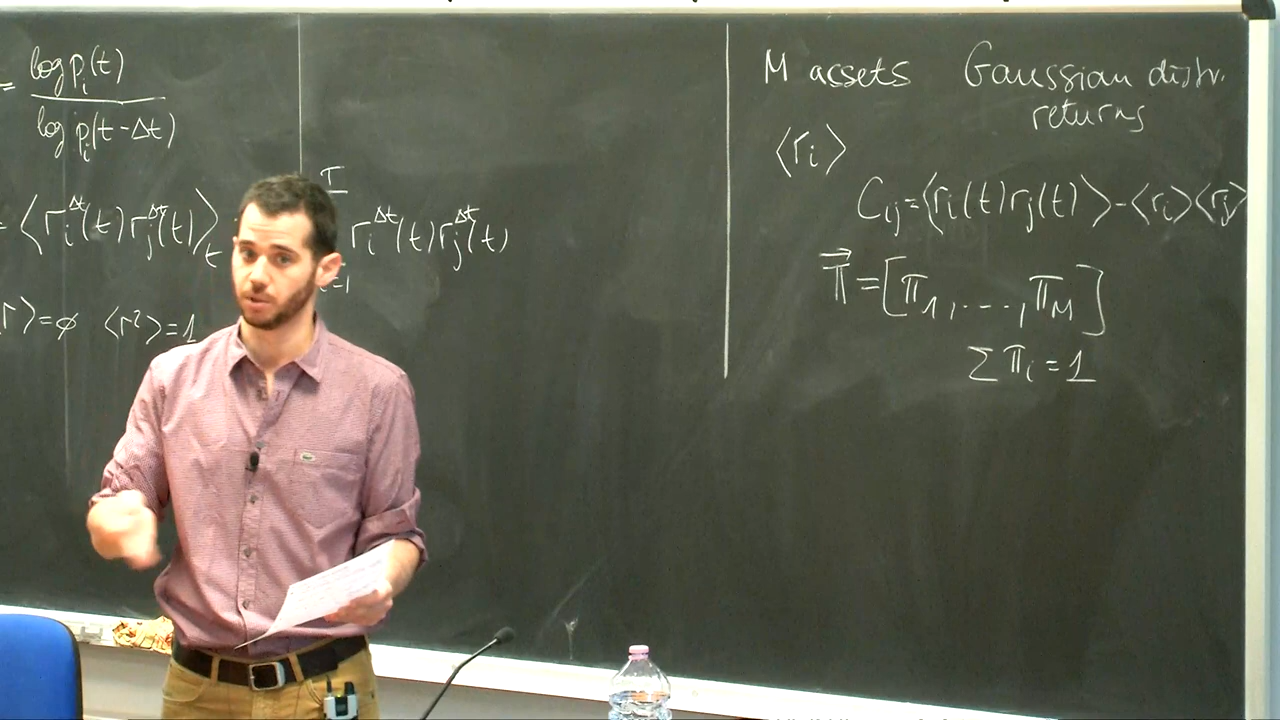 = log p_i(t) / log p_i(t-Δt)
= ⟨r_i^Δt(t) r_j^Δt(t)⟩_t
T
r_i^Δt(t) r_j^Δt(t)
=1
r⟩=∅ ⟨r²⟩=1
M assets Gaussian distr.
returns
⟨r_i⟩
C_ij=⟨r_i(t) r_j(t)⟩-⟨r_i⟩⟨r_j⟩
π⃗=[π_1,----,π_M]
Σπ_i=1